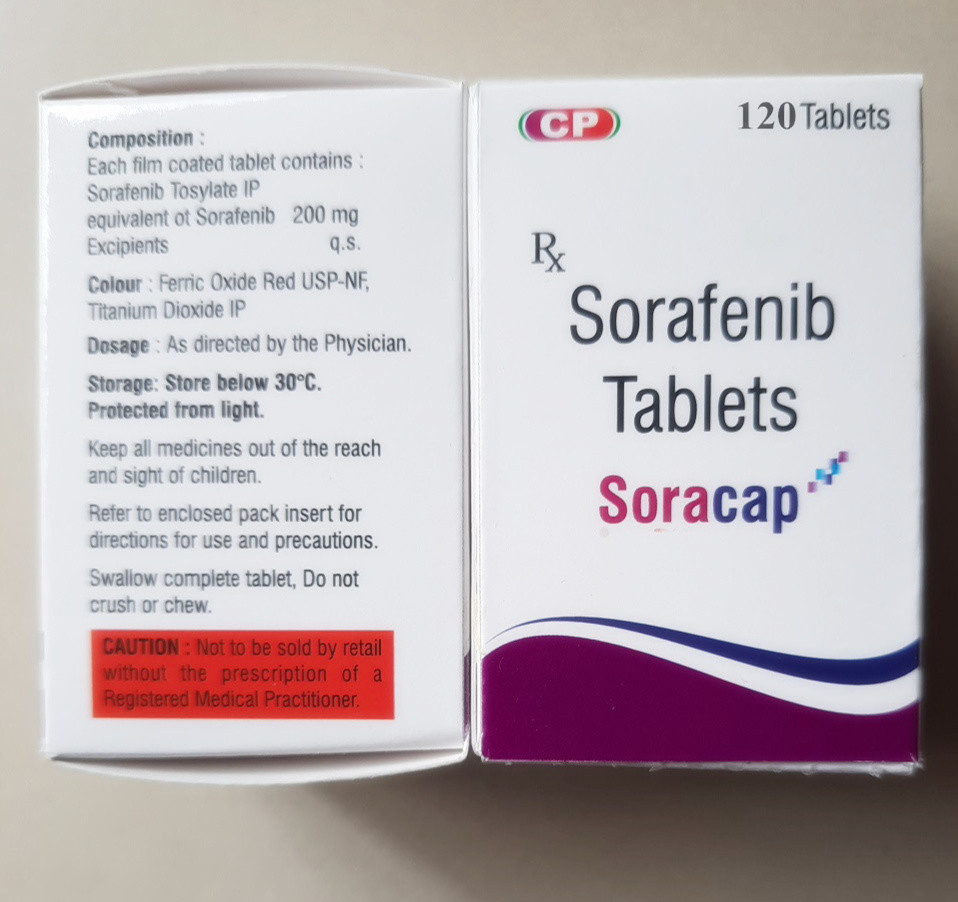 Composition :
Each film coated tablet contains :
Sorafenib Tosylate IP
equivalent ot Sorafenib 200 mg
Excipients q.s.
Colour : Ferric Oxide Red USP-NF,
Titanium Dioxide IP
Dosage : As directed by the Physician.
Storage: Store below 30°C.
Protected from light.
Keep all medicines out of the reach
and sight of children.
Refer to enclosed pack insert for
directions for use and precautions.
Swallow complete tablet, Do not
crush or chew.
CAUTION : Not to be sold by retail
without the prescription of a
Registered Medical Practitioner.
CP
120 Tablets
Rx
Sorafenib
Tablets
Soracap